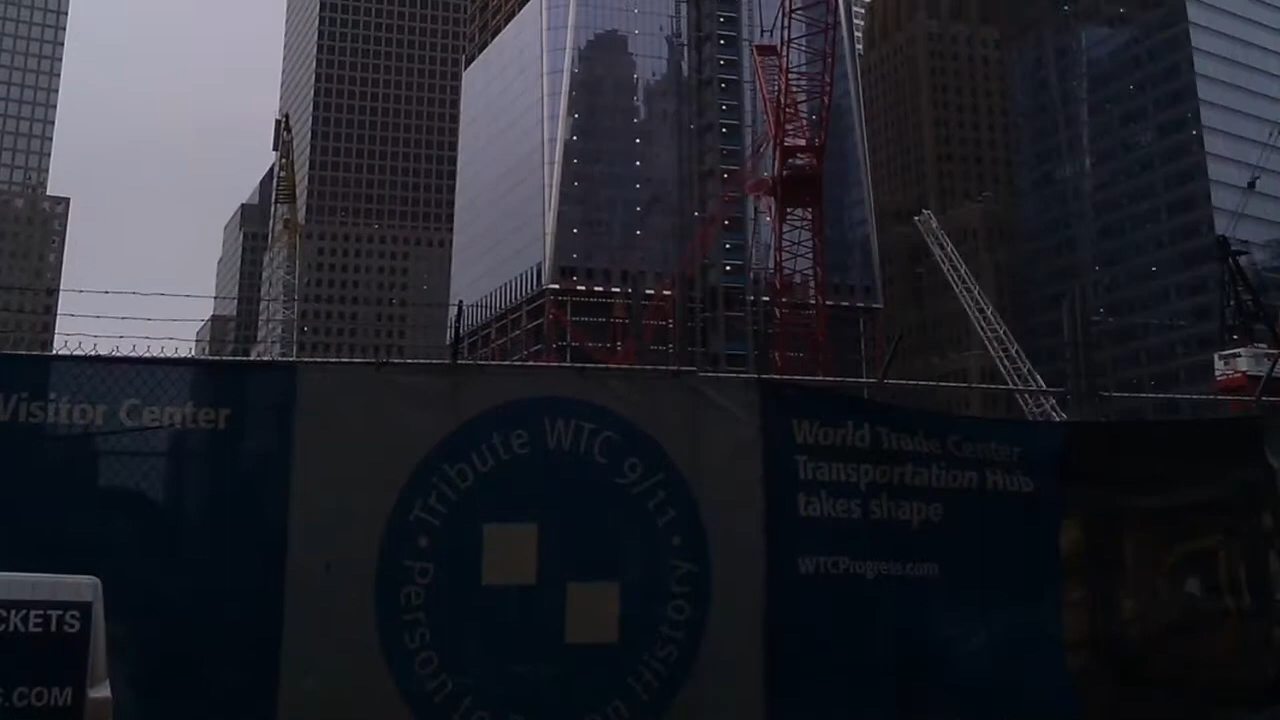 Visitor Center
Tribute WTC 9/11
Person to
History
World Trade Center
Transportation Hub
takes shape
WTCProgress.com
CKETS
S.COM